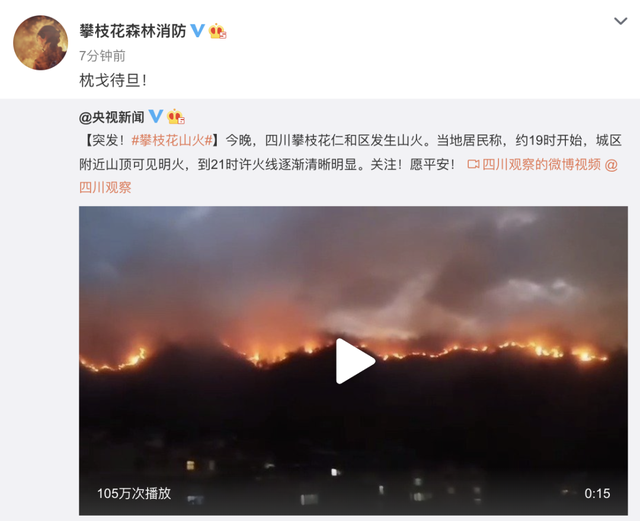 攀枝花森林消防
7分钟前
枕戈待旦！
@央视新闻
【突发！#攀枝花山火#】今晚，四川攀枝花仁和区发生山火。当地居民称，约19时开始，城区
附近山顶可见明火，到21时许火线逐渐清晰明显。关注！愿平安！ 四川观察的微博视频 @
四川观察
105万次播放
0:15